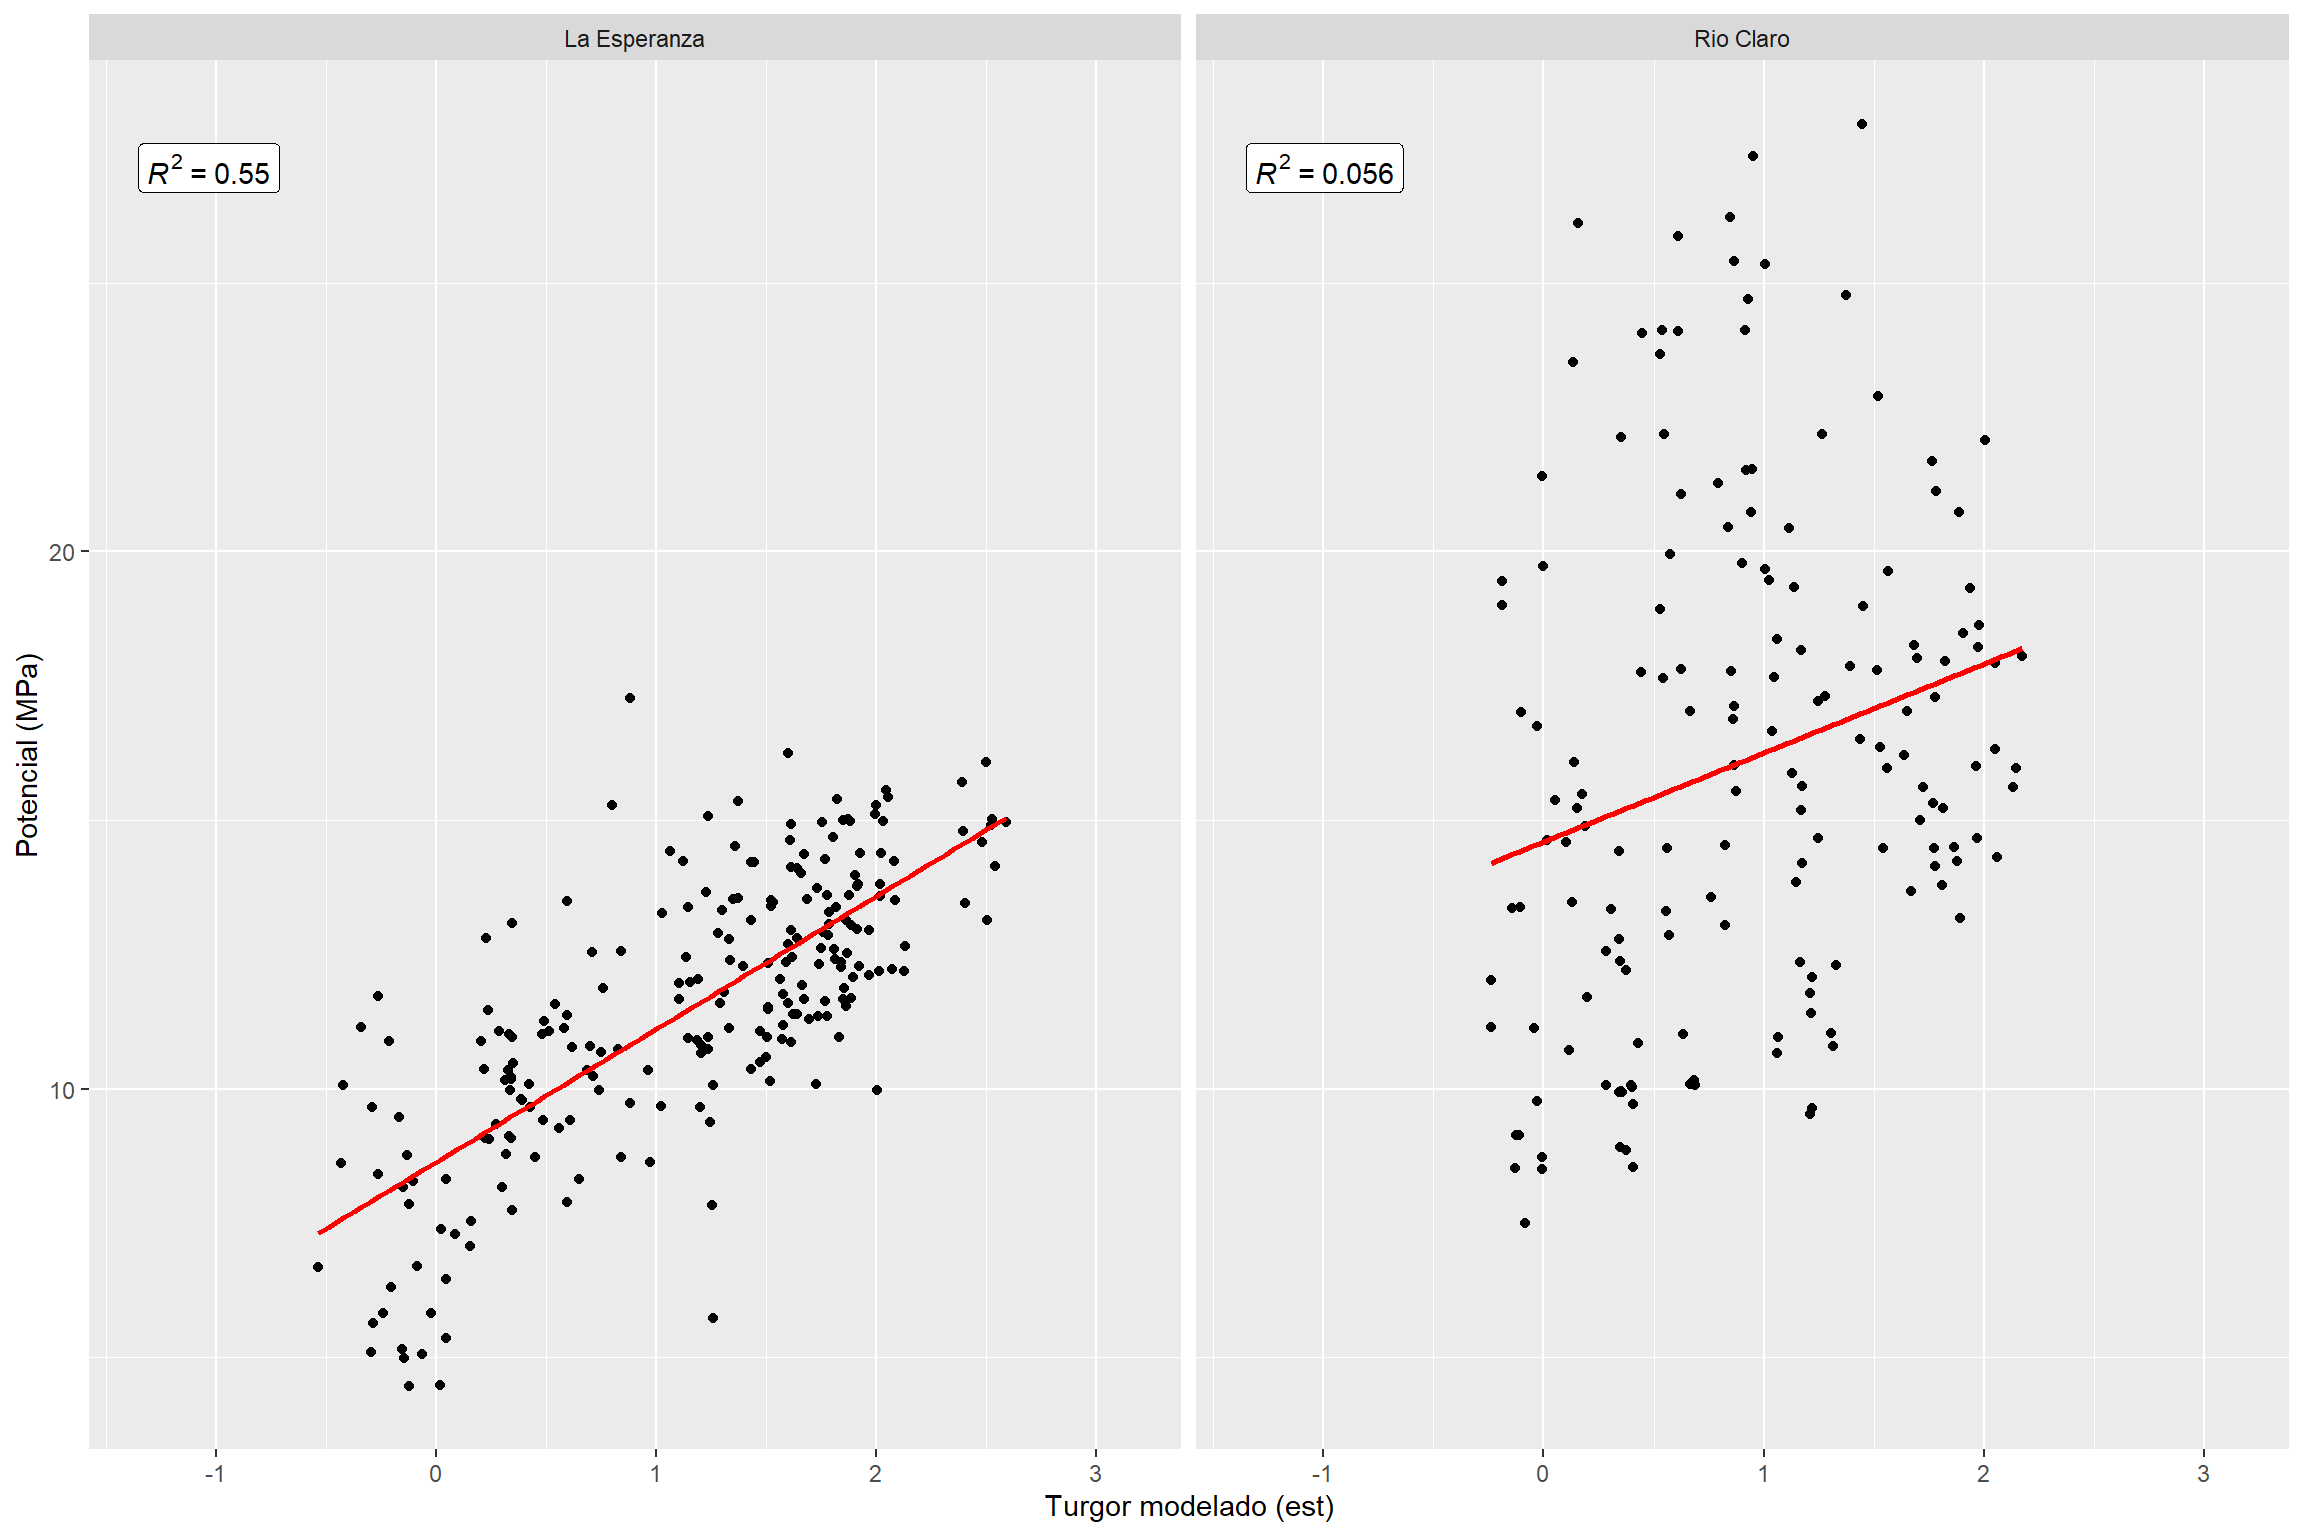 La Esperanza
Rio Claro
R² = 0.55
R² = 0.056
Potencial (MPa)
20
10
-1 0 1 2 3
-1 0 1 2 3
Turgor modelado (est)